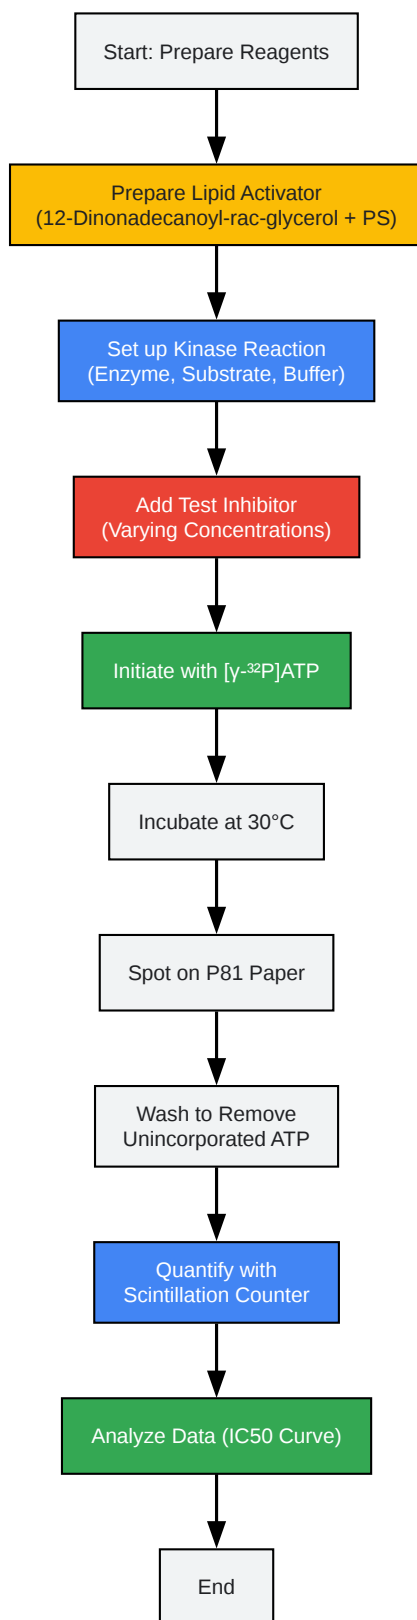 Start: Prepare Reagents
Prepare Lipid Activator
(12-Dinonadecanoyl-rac-glycerol + PS)
Set up Kinase Reaction
(Enzyme, Substrate, Buffer)
Add Test Inhibitor
(Varying Concentrations)
Initiate with [γ-³²P]ATP
Incubate at 30°C
Spot on P81 Paper
Wash to Remove
Unincorporated ATP
Quantify with
Scintillation Counter
Analyze Data (IC50 Curve)
End